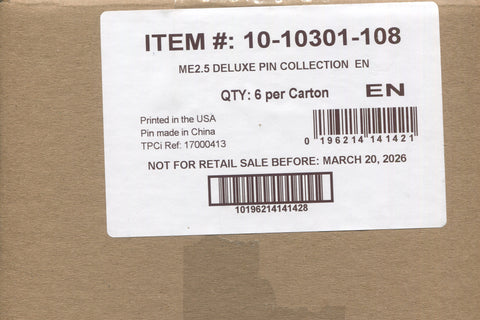 ITEM #: 10-10301-108
ME2.5 DELUXE PIN COLLECTION EN
QTY: 6 per Carton EN
Printed in the USA
Pin made in China
TPCi Ref: 17000413
0 196214 141421
NOT FOR RETAIL SALE BEFORE: MARCH 20, 2026
10196214141428